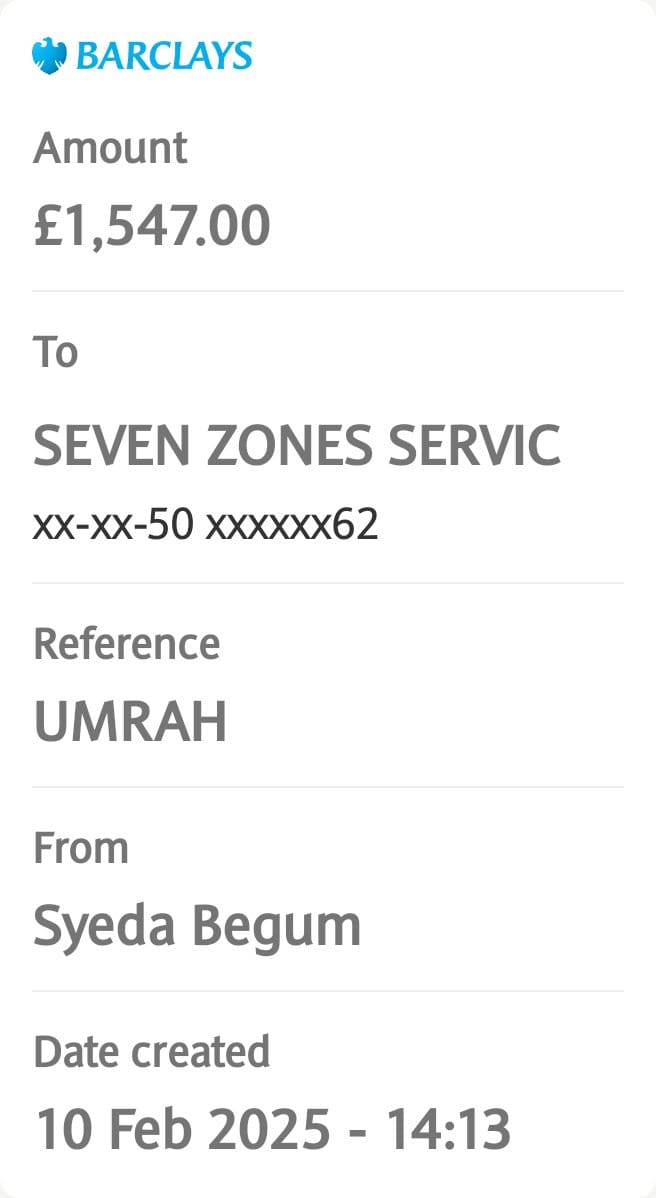 BARCLAYS
Amount
£1,547.00
To
SEVEN ZONES SERVIC
xx-xx-50 xxxxxx62
Reference
UMRAH
From
Syeda Begum
Date created
10 Feb 2025 - 14:13